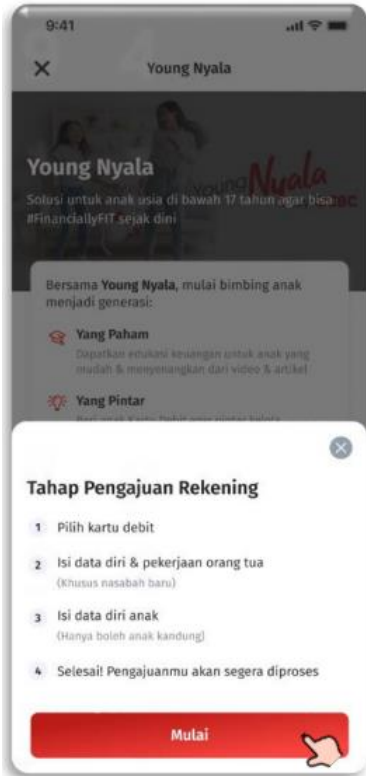 9:41
Young Nyala
Young Nyala
young Nyala
Solusi untuk anak usia di bawah 17 tahun agar bisa
#FinanciallyFIT sejak dini
Bersama Young Nyala, mulai bimbing anak
menjadi generasi:
Yang Paham
Dapatkan edukasi keuangan untuk anak yang
mudah & menyenangkan dari video & artikel
Yang Pintar
Tahap Pengajuan Rekening
1 Pilih kartu debit
2 Isi data diri & pekerjaan orang tua
(Khusus nasabah baru)
3 Isi data diri anak
(Hanya boleh anak kandung)
4 Selesai! Pengajuanmu akan segera diproses
Mulai